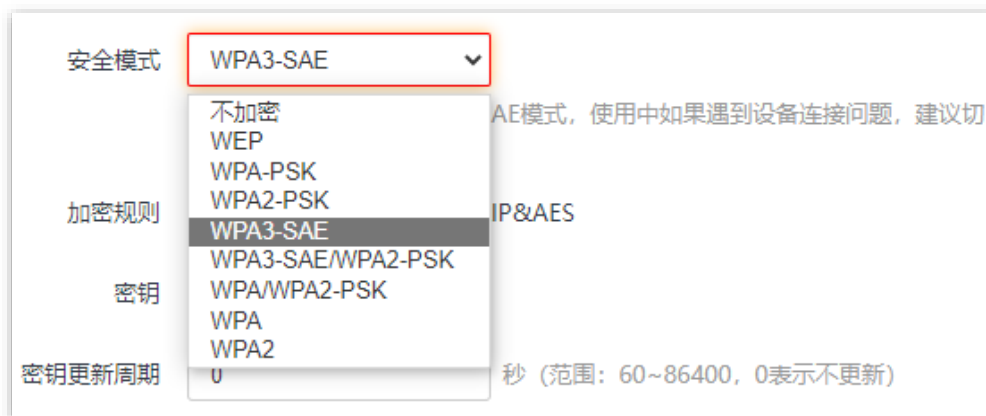 安全模式 WPA3-SAE
不加密
AE模式，使用中如果遇到设备连接问题，建议切
WEP
WPA-PSK
WPA2-PSK
加密规则 IP&AES
WPA3-SAE
WPA3-SAE/WPA2-PSK
密钥
WPA/WPA2-PSK
WPA
WPA2
密钥更新周期 0 秒（范围：60~86400，0表示不更新）